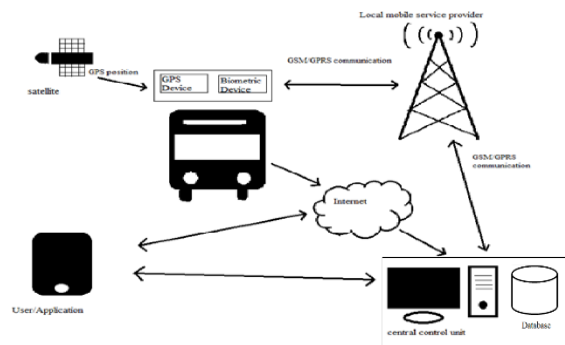 Local mobile service provider
GSM/GPRS communication
GPS position
GPS
Device
Biometric
Device
satellite
GSM/GPRS
communication
Internet
User/Application
Database
central control unit